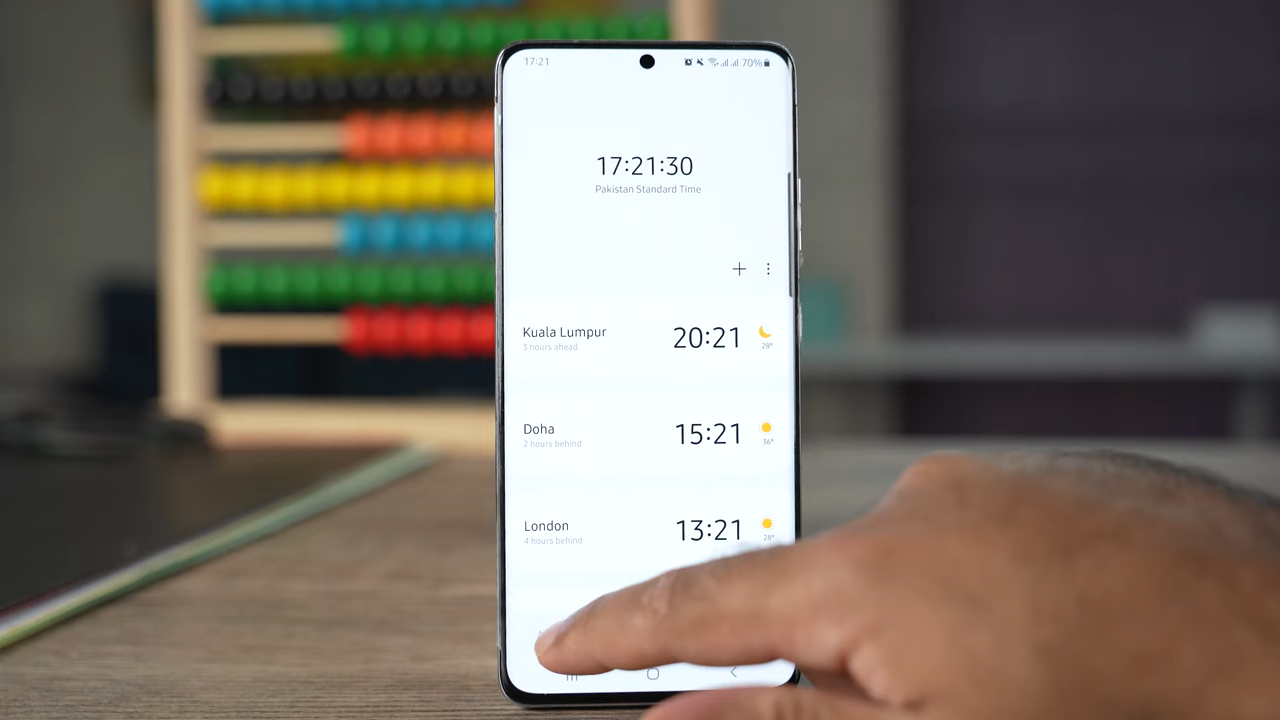 17:21
70%
17:21:30
Pakistan Standard Time
Kuala Lumpur
20:21
3 hours ahead
28°
Doha
15:21
2 hours behind
36°
London
13:21
4 hours behind
28°